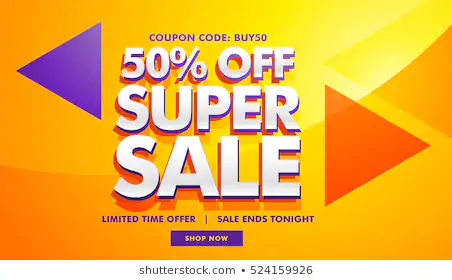 COUPON CODE: BUY50
50% OFF
SUPER
SALE
LIMITED TIME OFFER | SALE ENDS TONIGHT
SHOP NOW
shutterstock.com • 524159926